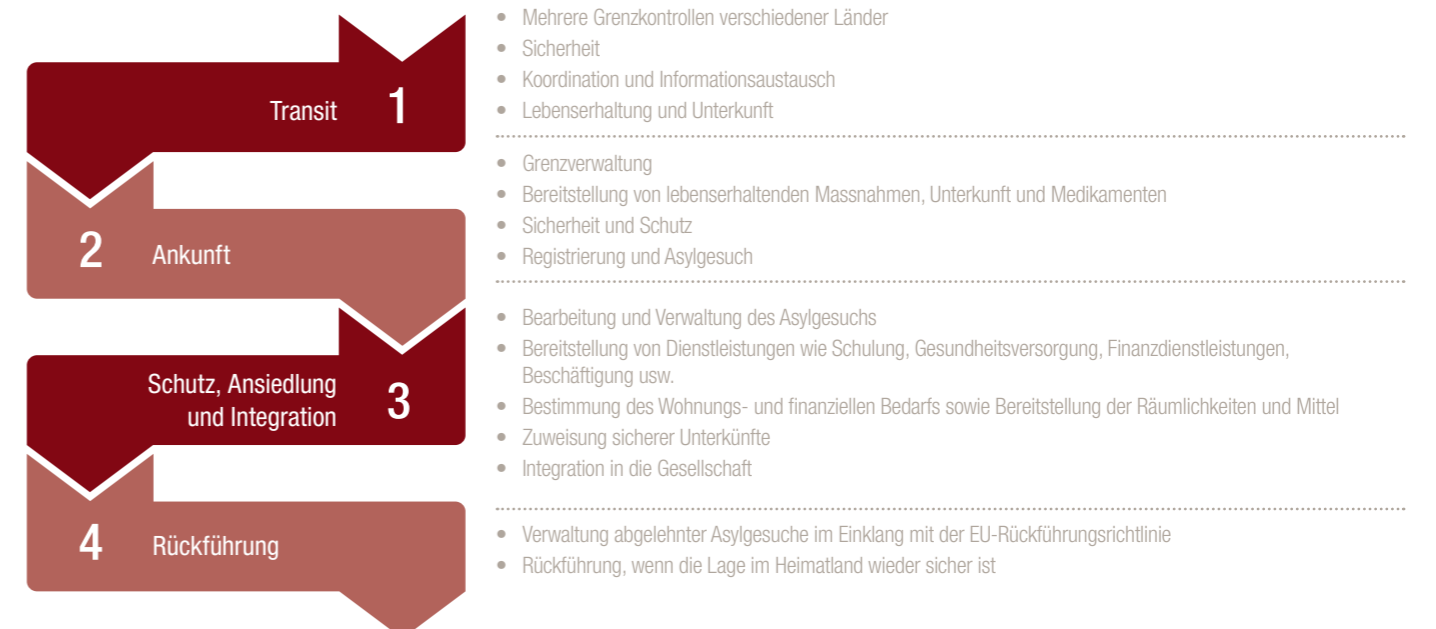 Transit 1
• Mehrere Grenzkontrollen verschiedener Länder
• Sicherheit
• Koordination und Informationsaustausch
• Lebenserhaltung und Unterkunft
2 Ankunft
• Grenzverwaltung
• Bereitstellung von lebenserhaltenden Massnahmen, Unterkunft und Medikamenten
• Sicherheit und Schutz
• Registrierung und Asylgesuch
Schutz, Ansiedlung
und Integration 3
• Bearbeitung und Verwaltung des Asylgesuchs
• Bereitstellung von Dienstleistungen wie Schulung, Gesundheitsversorgung, Finanzdienstleistungen,
Beschäftigung usw.
• Bestimmung des Wohnungs- und finanziellen Bedarfs sowie Bereitstellung der Räumlichkeiten und Mittel
• Zuweisung sicherer Unterkünfte
• Integration in die Gesellschaft
4 Rückführung
• Verwaltung abgelehnter Asylgesuche im Einklang mit der EU-Rückführungsrichtlinie
• Rückführung, wenn die Lage im Heimatland wieder sicher ist